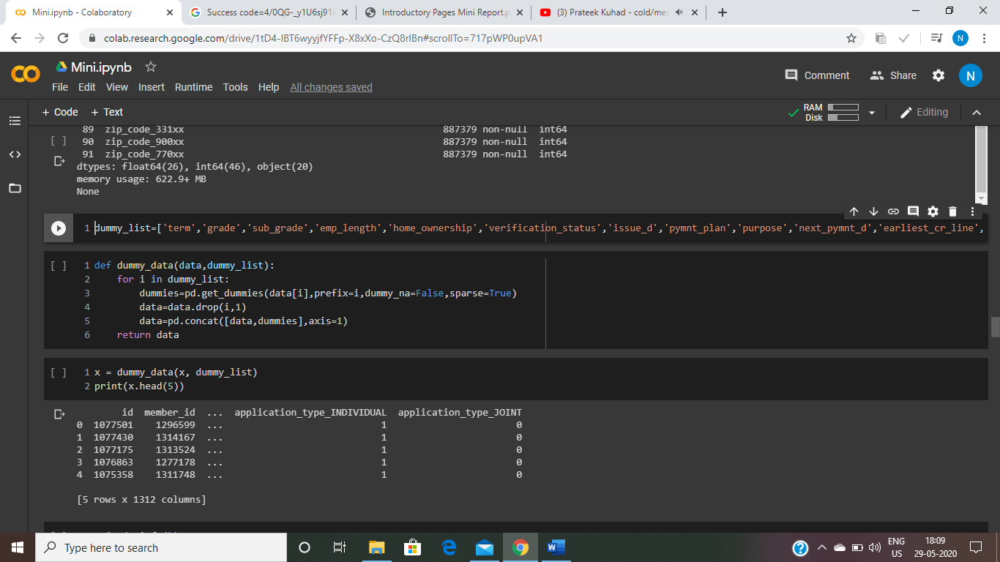 Mini.ipynb - Colaboratory
Success code=4/0QG-_y1U6sj91
Introductory Pages Mini Report.p
(3) Prateek Kuhad - cold/mes
colab.research.google.com/drive/1tD4-IBT6wyyjfYFFp-X8xXo-CzQ8rlBn#scrollTo=717pWP0upVA1
N
Mini.ipynb
File Edit View Insert Runtime Tools Help All changes saved
Comment Share N
+ Code + Text
RAM
Disk
Editing
89 zip_code_331xx 887379 non-null int64
[ ] 90 zip_code_900xx 887379 non-null int64
91 zip_code_770xx 887379 non-null int64
dtypes: float64(26), int64(46), object(20)
memory usage: 622.9+ MB
None
1 dummy_list=['term','grade','sub_grade','emp_length','home_ownership','verification_status','issue_d','pymnt_plan','purpose','next_pymnt_d','earliest_cr_line',
[ ] 1 def dummy_data(data,dummy_list):
2 for i in dummy_list:
3 dummies=pd.get_dummies(data[i],prefix=i,dummy_na=False,sparse=True)
4 data=data.drop(i,1)
5 data=pd.concat([data,dummies],axis=1)
6 return data
[ ] 1 x = dummy_data(x, dummy_list)
2 print(x.head(5))
id member_id ... application_type_INDIVIDUAL application_type_JOINT
0 1077501 1296599 ... 1 0
1 1077430 1314167 ... 1 0
2 1077175 1313524 ... 1 0
3 1076863 1277178 ... 1 0
4 1075358 1311748 ... 1 0
[5 rows x 1312 columns]
Type here to search
ENG
US
18:09
29-05-2020